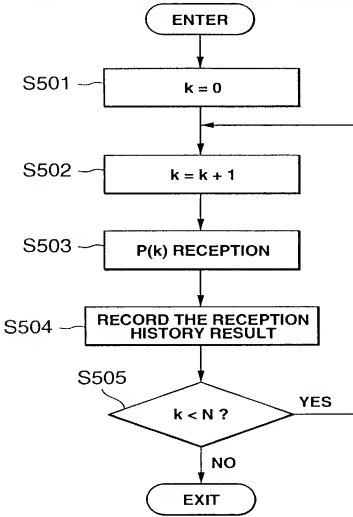 ENTER
S501
k = 0
S502
k = k + 1
S503
P(k) RECEPTION
S504
RECORD THE RECEPTION
HISTORY RESULT
S505
k < N ?
YES
NO
EXIT